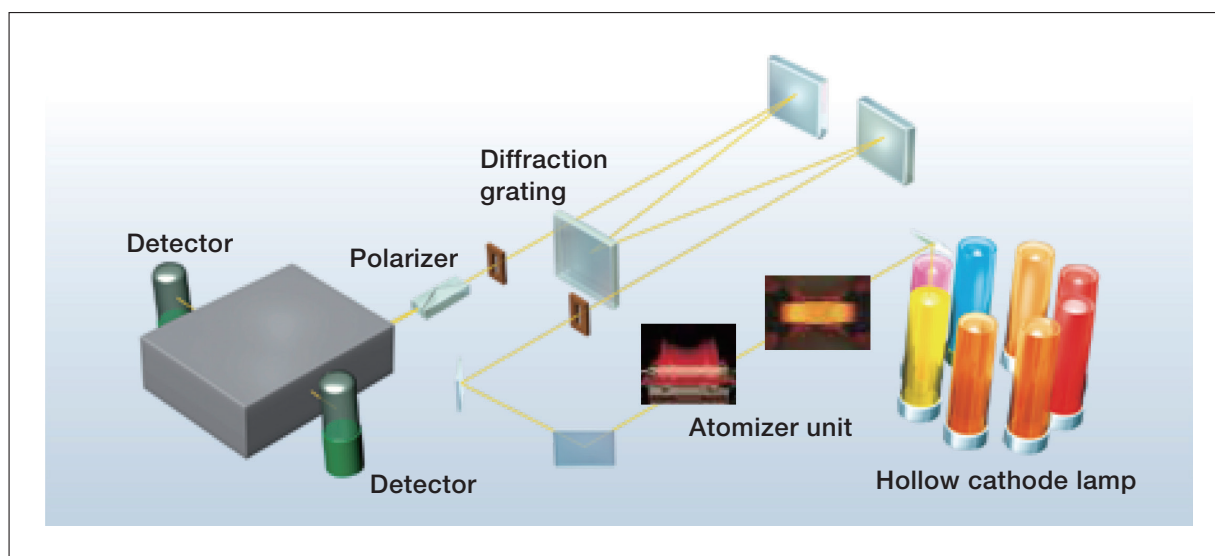 Diffraction
grating
Detector
Polarizer
Atomizer unit
Hollow cathode lamp
Detector